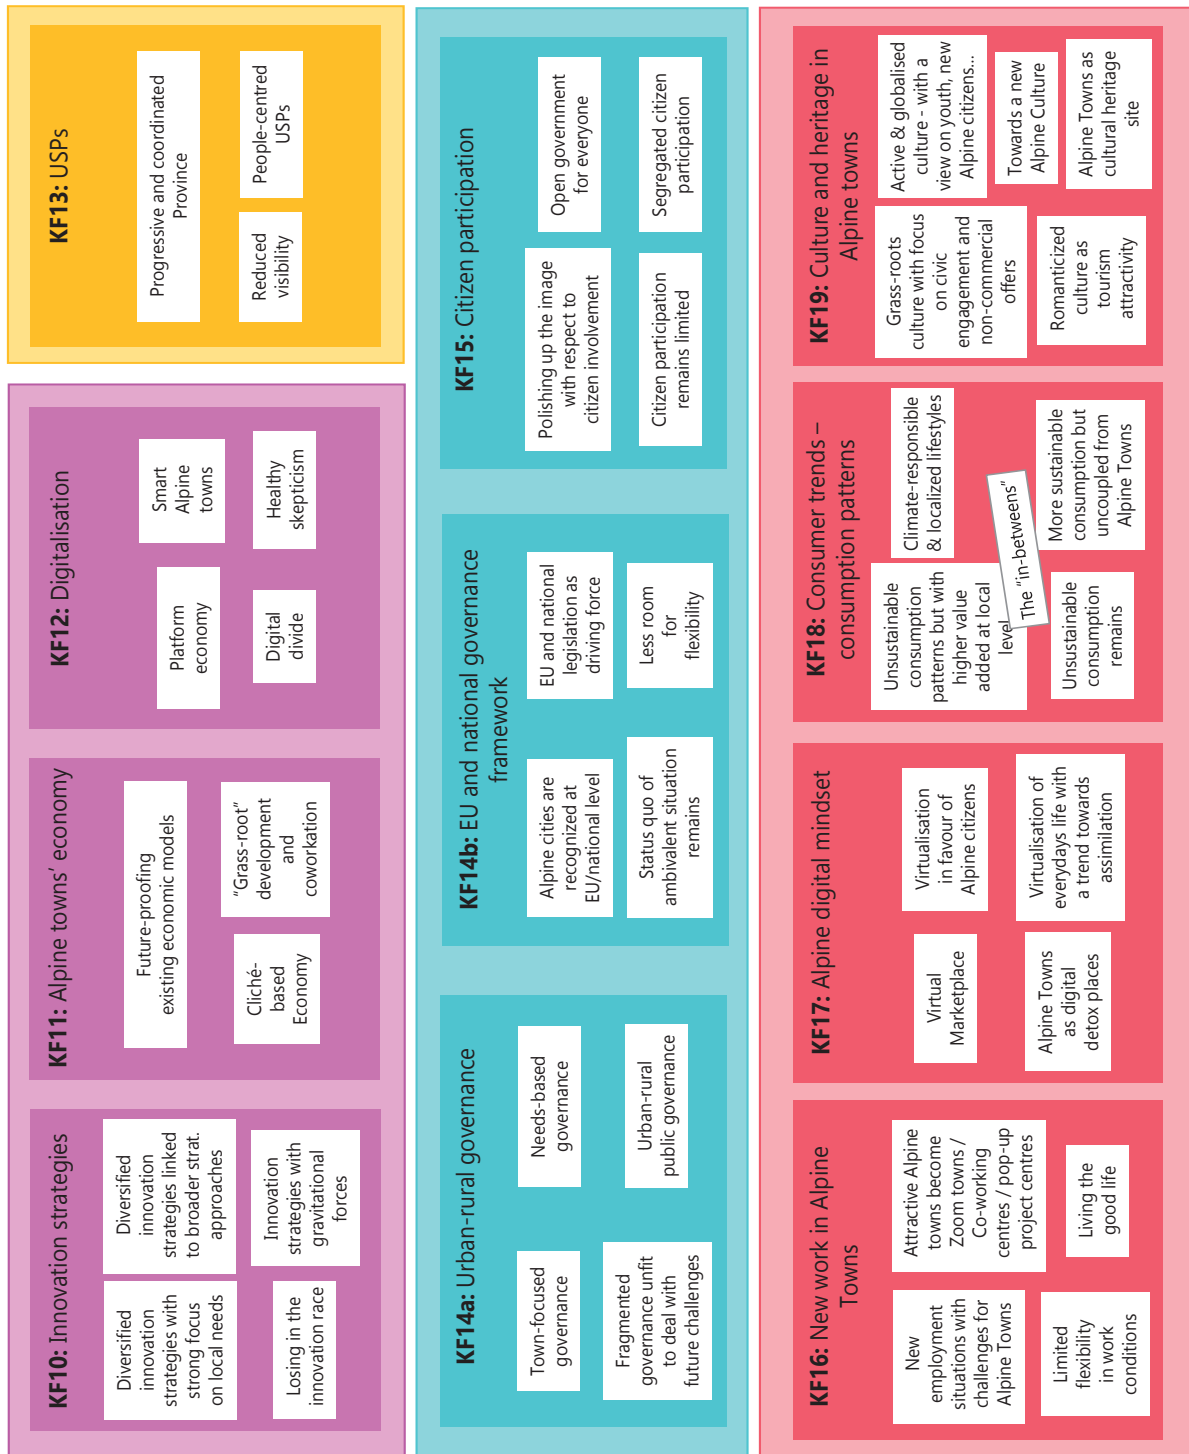 KF10: Innovation strategies
Diversified
innovation
strategies with
strong focus
on local needs
Diversified
innovation
strategies linked
to broader strat.
approaches
Losing in the
innovation race
Innovation
strategies with
gravitational
forces
KF11: Alpine towns’ economy
Future-proofing
existing economic models
Cliché-
based
Economy
“Grass-root”
development
and
coworkation
KF12: Digitalisation
Platform
economy
Smart
Alpine
towns
Digital
divide
Healthy
skepticism
KF13: USPs
Progressive and coordinated
Province
Reduced
visibility
People-centred
USPs
KF14a: Urban-rural governance
Town-focused
governance
Needs-based
governance
Fragmented
governance unfit
to deal with
future challenges
Urban-rural
public governance
KF14b: EU and national governance
framework
Alpine cities are
recognized at
EU/national level
EU and national
legislation as
driving force
Status quo of
ambivalent situation
remains
Less room
for
flexibility
KF15: Citizen participation
Polishing up the image
with respect to
citizen involvement
Open government
for everyone
Citizen participation
remains limited
Segregated citizen
participation
KF16: New work in Alpine
Towns
New
employment
situations with
challenges for
Alpine Towns
Attractive Alpine
towns become
Zoom towns /
Co-working
centres / pop-up
project centres
Limited
flexibility
in work
conditions
Living the
good life
KF17: Alpine digital mindset
Virtual
Marketplace
Virtualisation
in favour of
Alpine citizens
Alpine Towns
as digital
detox places
Virtualisation of
everydays life with
a trend towards
assimilation
KF18: Consumer trends –
consumption patterns
Unsustainable
consumption
patterns but with
higher value
added at local
level
Climate-responsible
& localized lifestyles
The “in-betweens”
Unsustainable
consumption
remains
More sustainable
consumption but
uncoupled from
Alpine Towns
KF19: Culture and heritage in
Alpine towns
Grass-roots
culture with focus
on civic
engagement and
non-commercial
offers
Active & globalised
culture - with a
view on youth, new
Alpine citizens...
Towards a new
Alpine Culture
Romanticized
culture as
tourism
attractivity
Alpine Towns as
cultural heritage
site